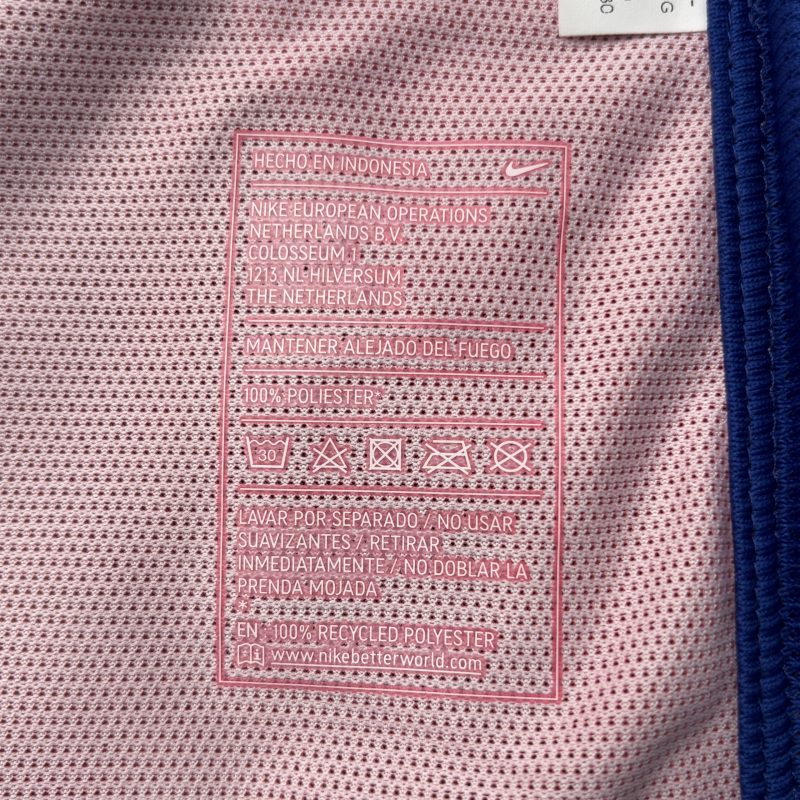 HECHO EN INDONESIA
NIKE EUROPEAN OPERATIONS
NETHERLANDS B.V.
COLOSSEUM 1
1213 NL HILVERSUM
THE NETHERLANDS
MANTENER ALEJADO DEL FUEGO
100% POLIESTER*
30
LAVAR POR SEPARADO / NO USAR
SUAVIZANTES / RETIRAR
INMEDIATAMENTE / NO DOBLAR LA
PRENDA MOJADA
*
EN : 100% RECYCLED POLYESTER
www.nikebetterworld.com